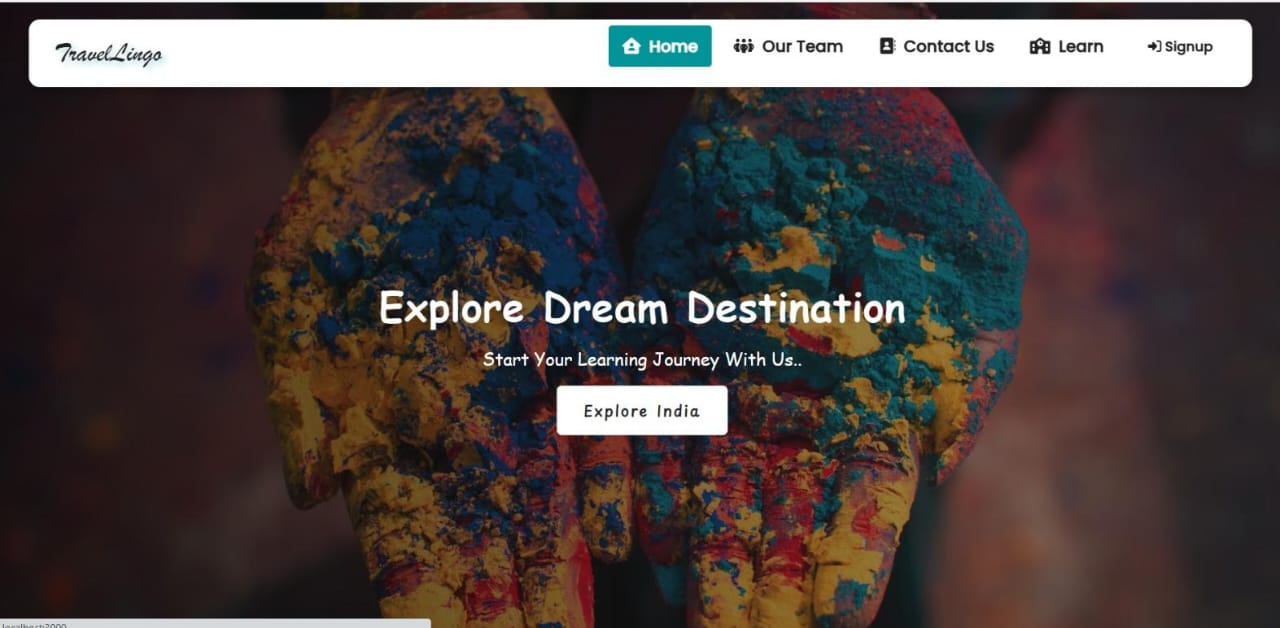 TravelLingo
Home
Our Team
Contact Us
Learn
Signup
Explore Dream Destination
Start Your Learning Journey With Us..
Explore India
localhost:3000